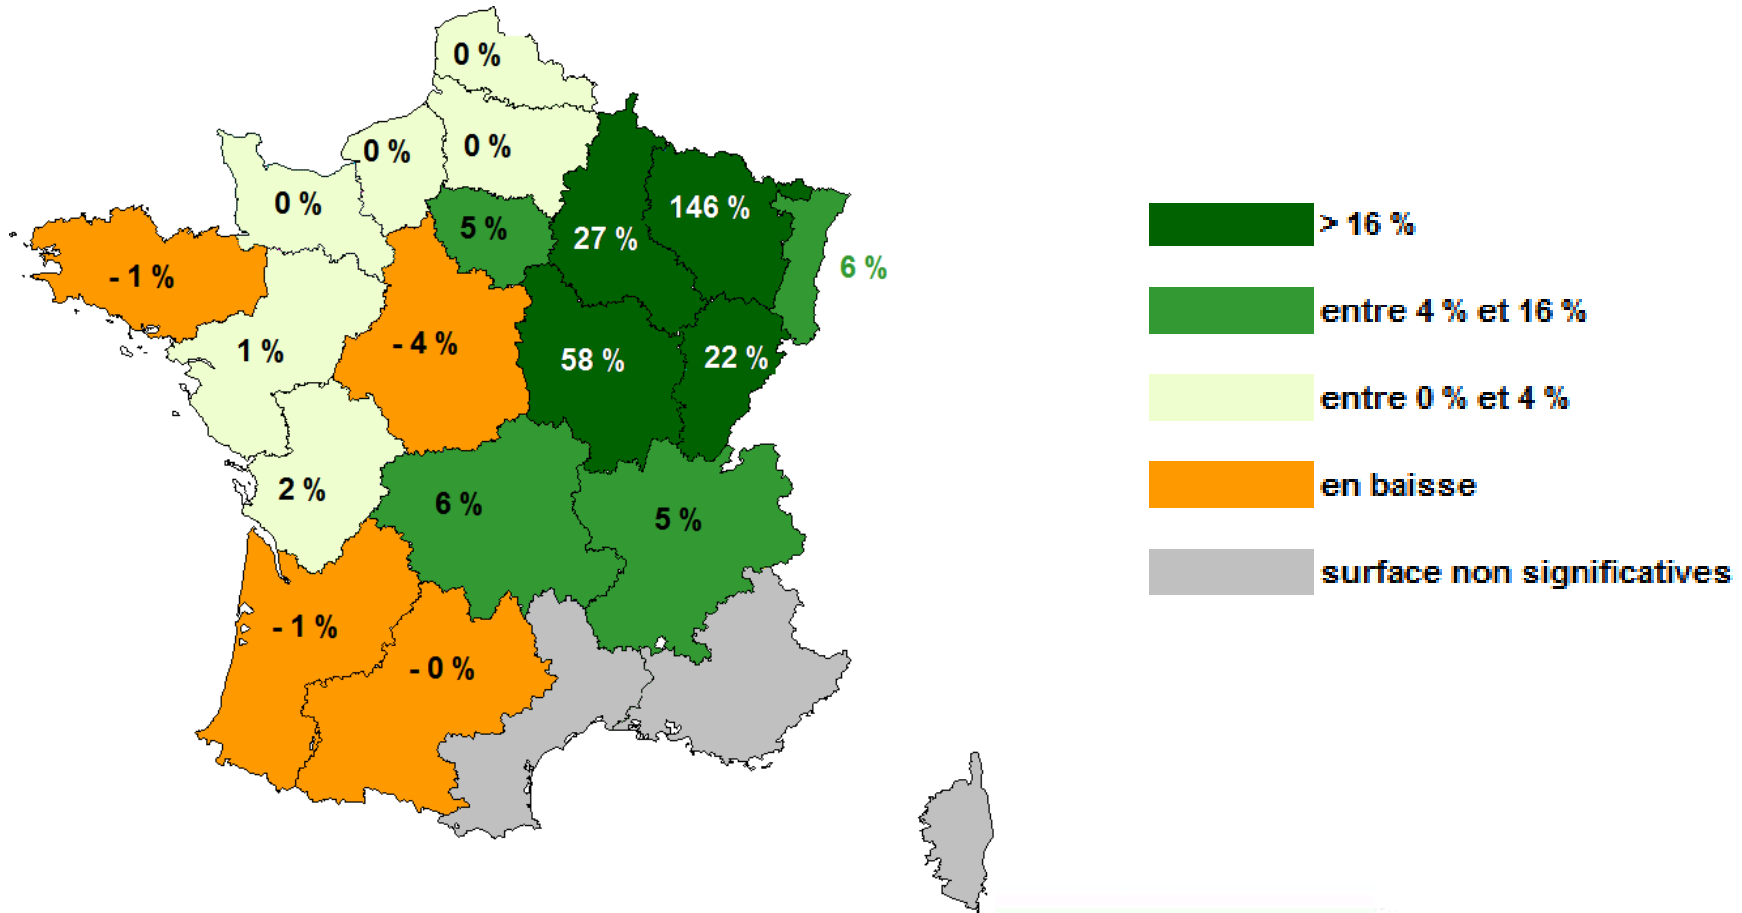 0 %
0 %
0 %
0 %
146 %
5 %
27 %
6 %
- 1 %
- 4 %
1 %
58 %
22 %
2 %
6 %
5 %
- 1 %
- 0 %
> 16 %
entre 4 % et 16 %
entre 0 % et 4 %
en baisse
surface non significatives